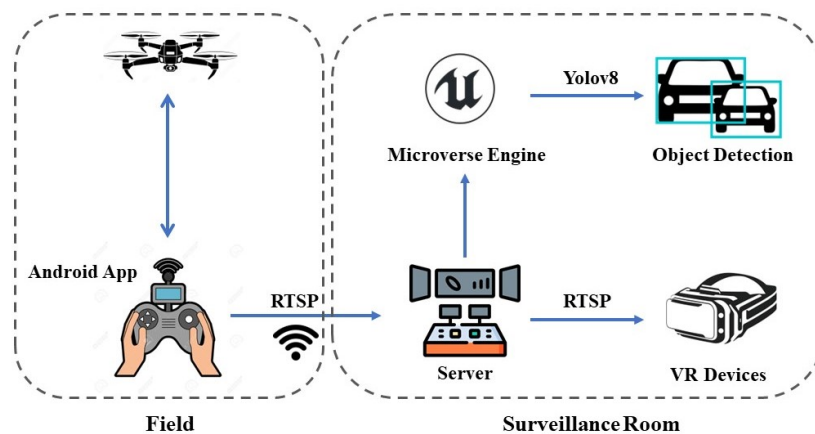 Yolov8
Microverse Engine
Object Detection
Android App
RTSP
RTSP
Server
VR Devices
Field
Surveillance Room